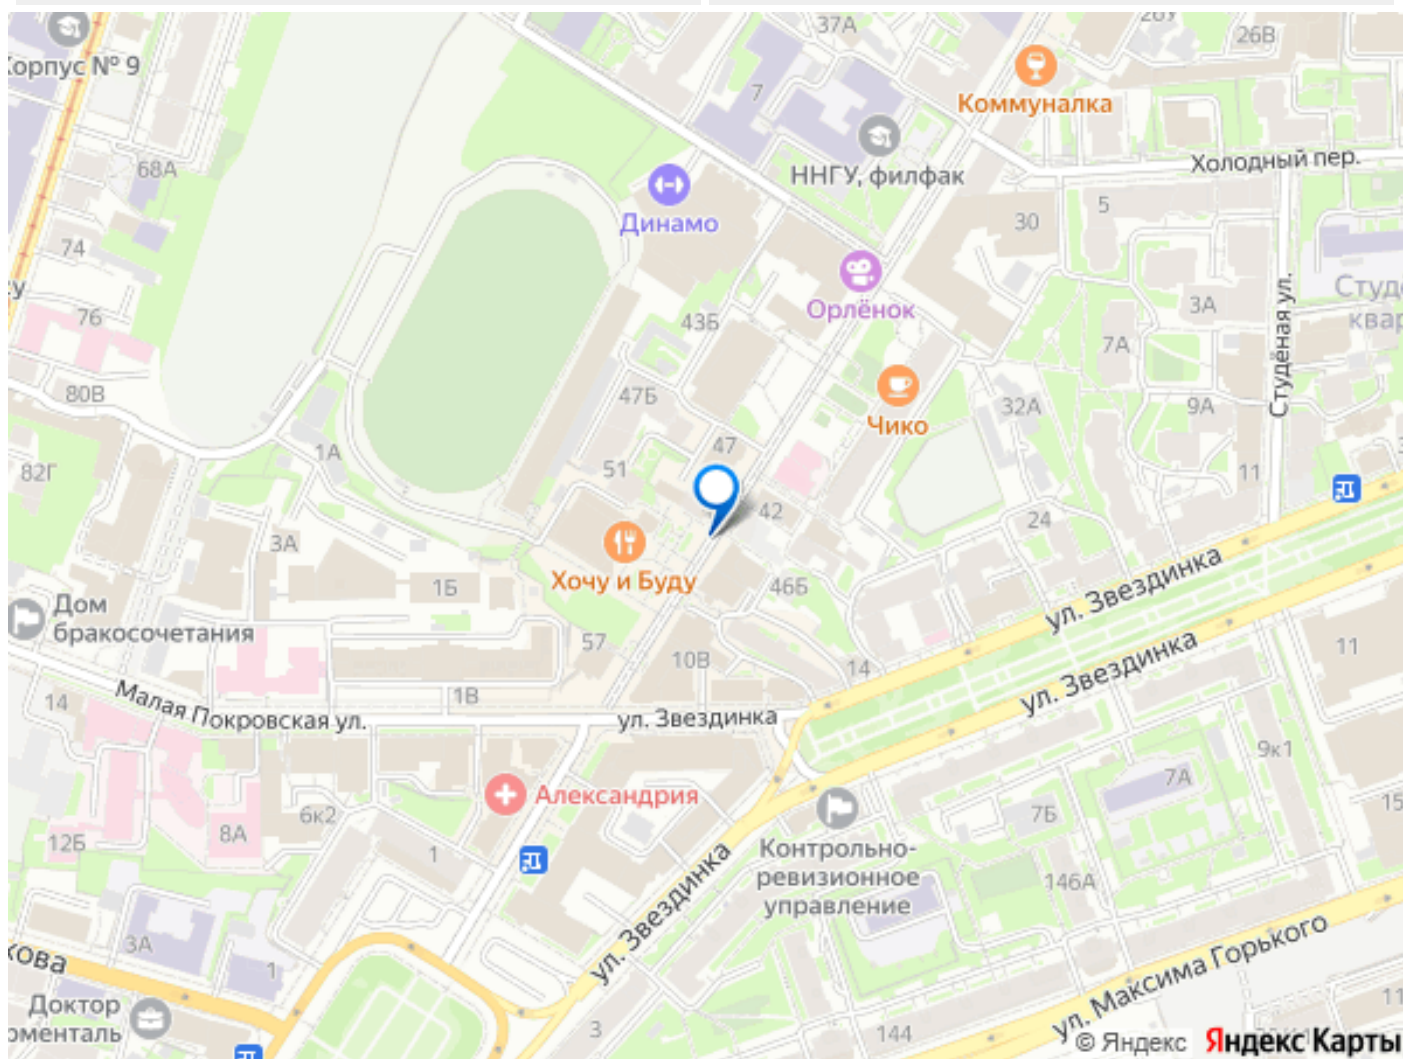 37А
26В
Корпус № 9
7
Коммуналка
ННГУ, филфак
Холодный пер.
68А
Динамо
5
30
74
Орлёнок
3А
Студёная ул.
76
43Б
7А
80В
47Б
32А
9А
Чико
1А
47
82Г
51
11
42
24
3А
Хочу и Буду
46Б
ул. Звездинка
1Б
Дом
бракосочетания
57
10В
14
ул. Звездинка
11
14
1В
Малая Покровская ул.
ул. Звездинка
9к1
Александрия
7А
6к2
7Б
15
12Б
8А
1
Контрольно-
ревизионное
управление
146А
ул. Звездинка
3А
1
ул. Максима Горького
Доктор
3
144
11
© Яндекс Яндекс Карты